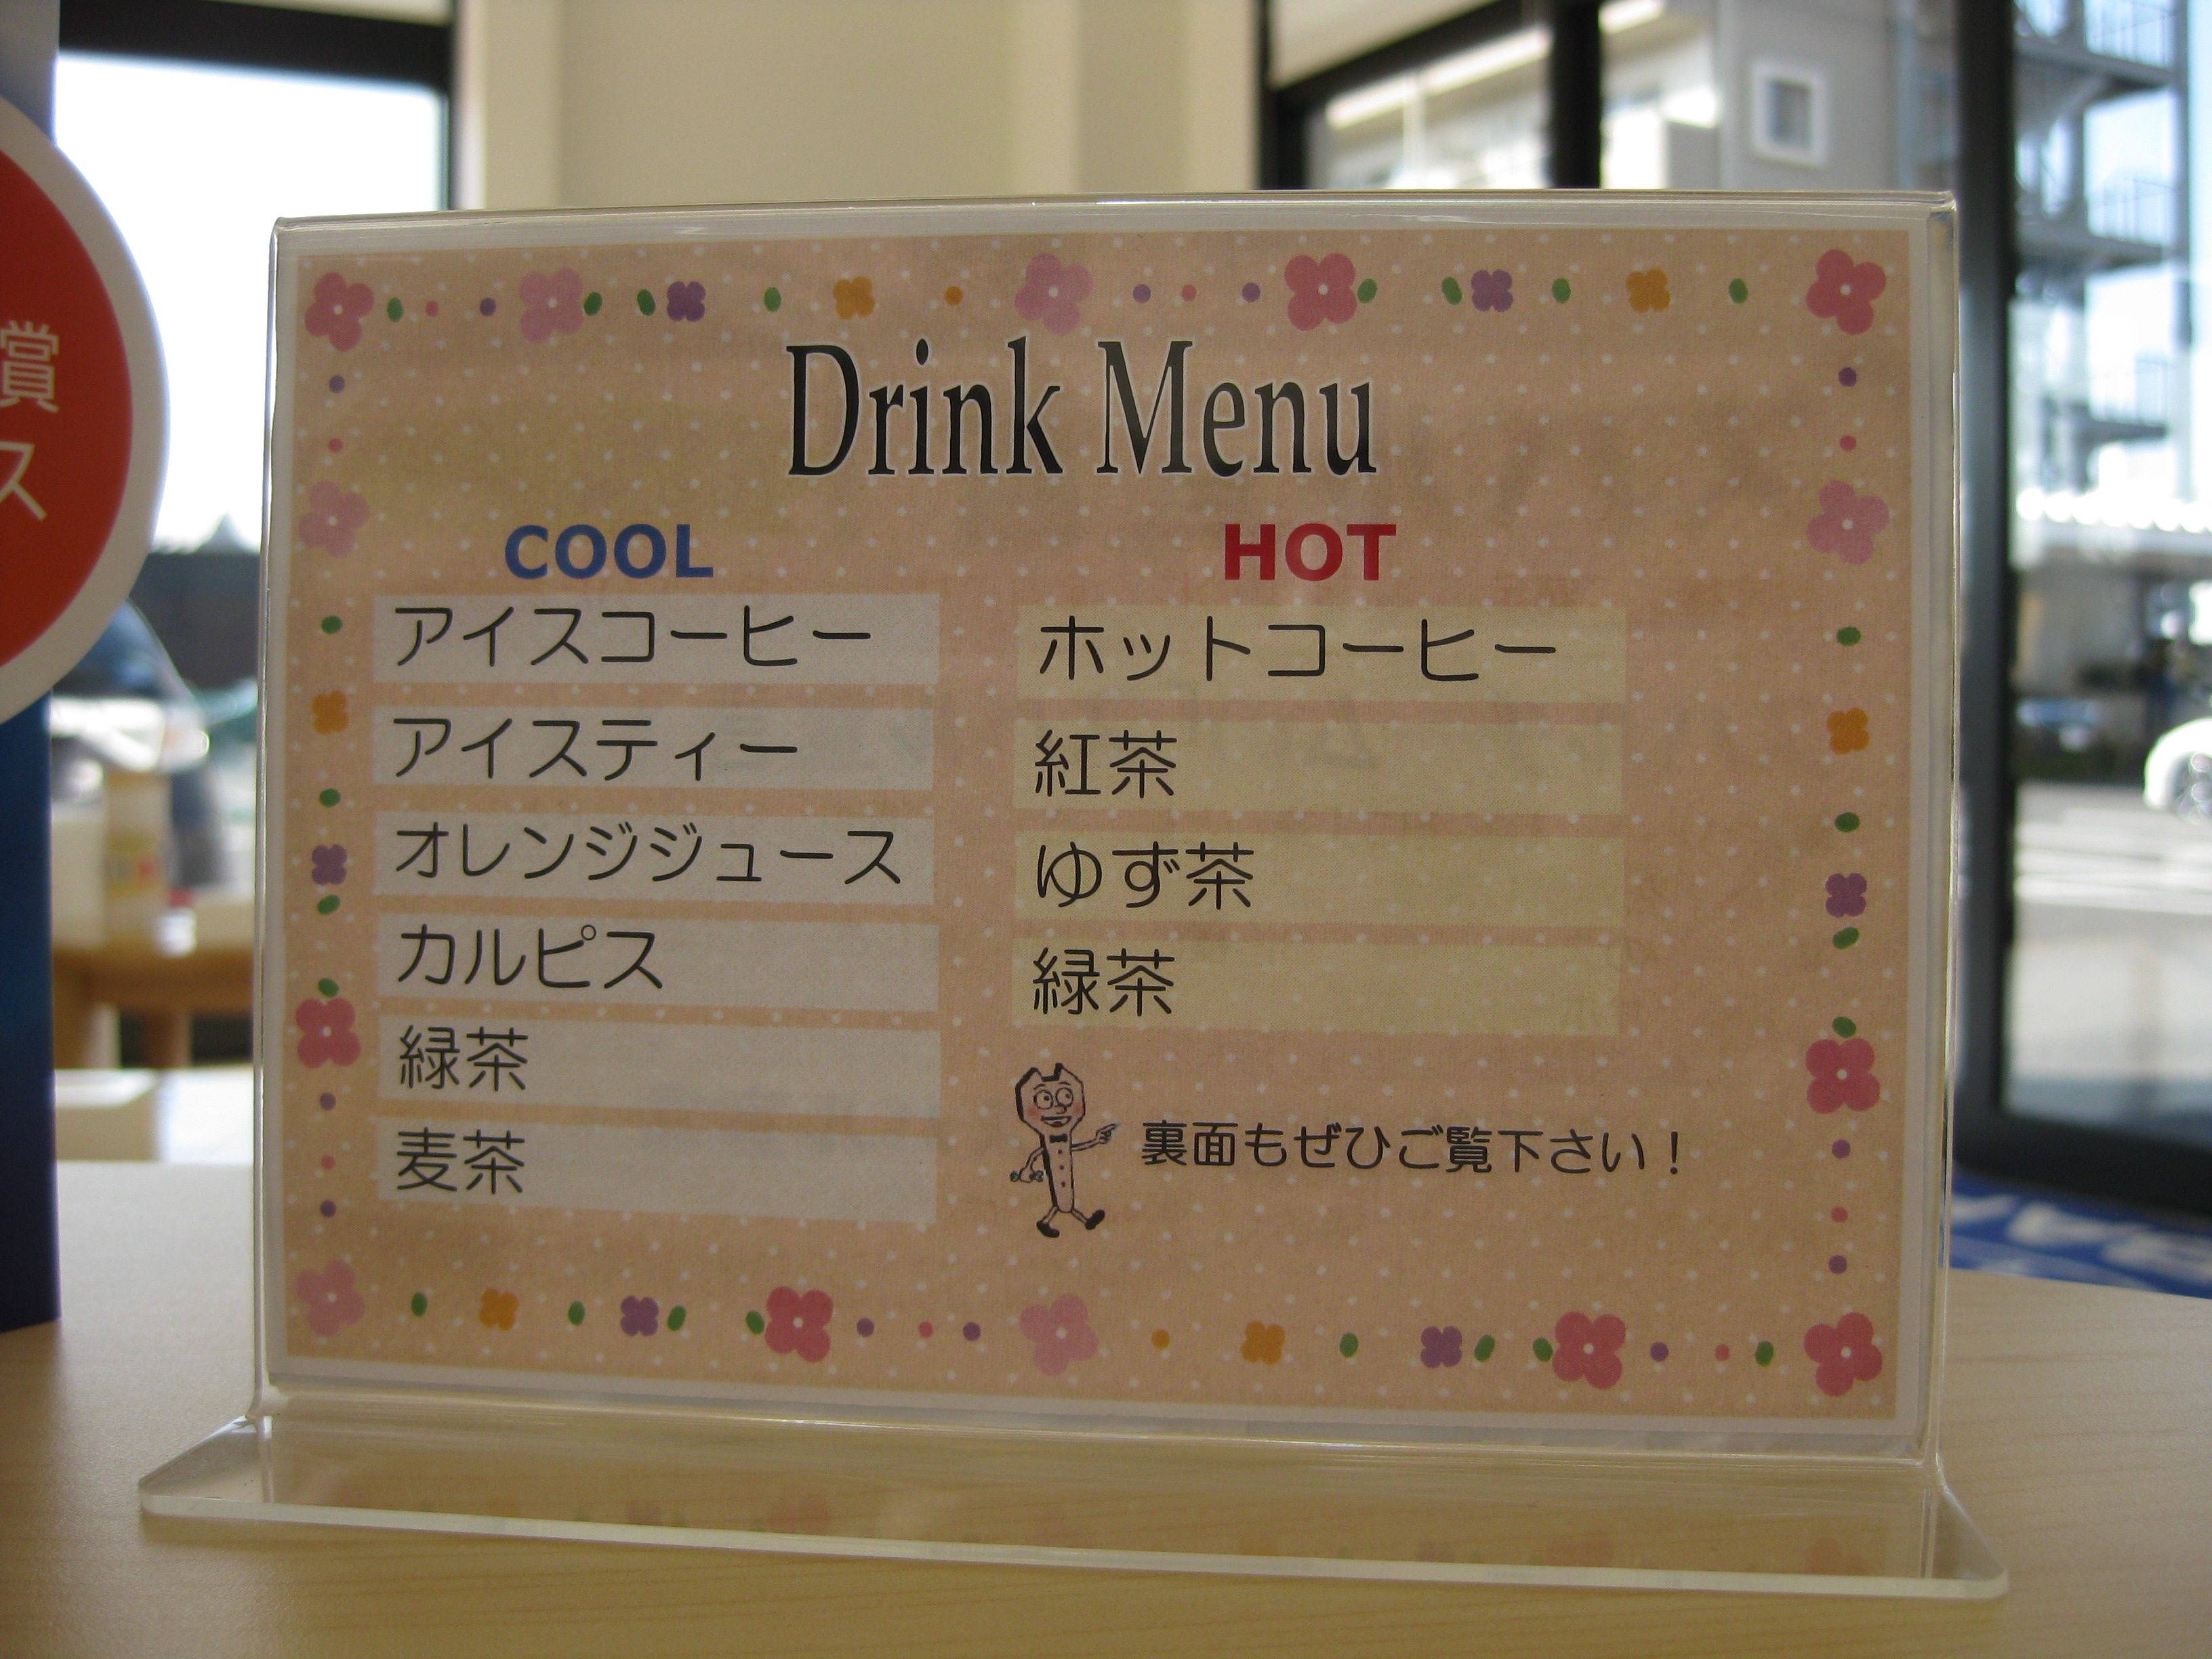 賞
ス
Drink Menu
COOL
アイスコーヒー
アイスティー
オレンジジュース
カルピス
緑茶
麦茶
HOT
ホットコーヒー
紅茶
ゆず茶
緑茶
裏面もぜひご覧下さい！